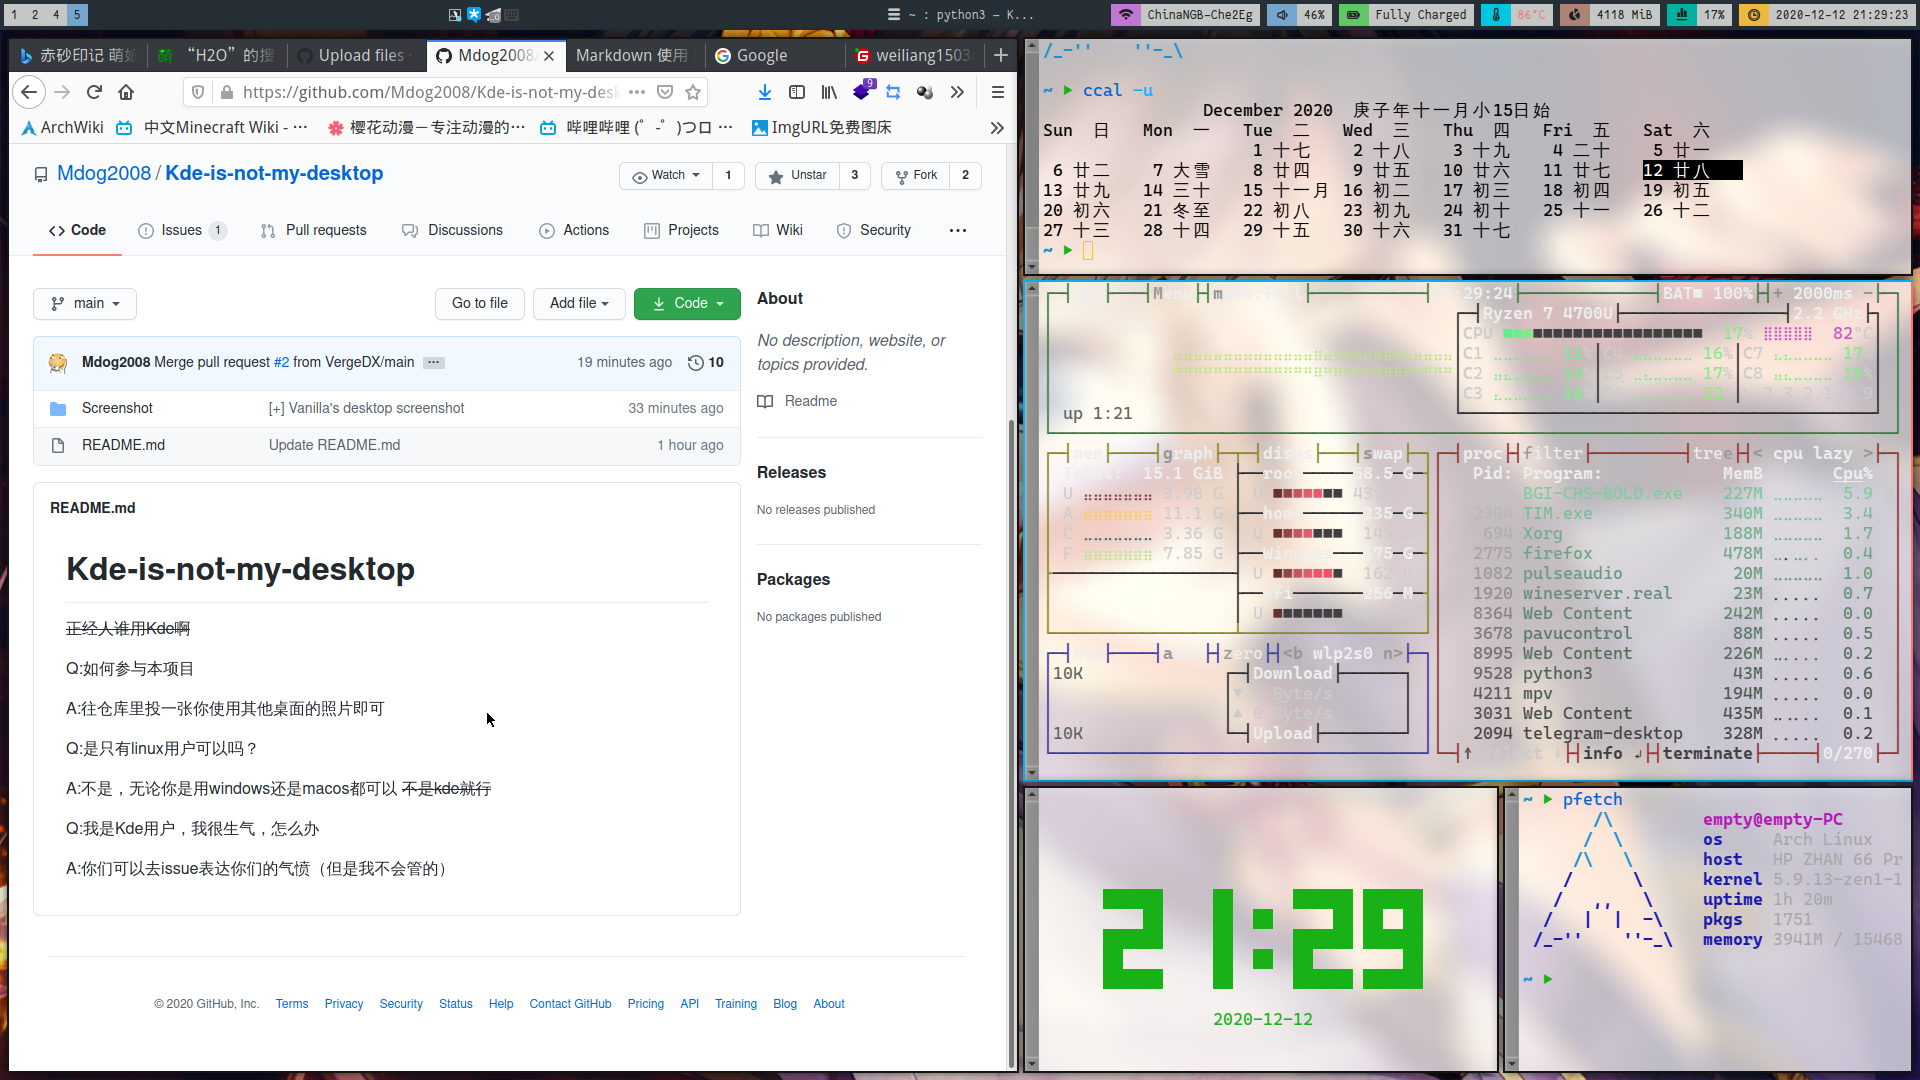 1 2 4 5
~ : python3 — K...
ChinaNGB-Che2Eg
46%
Fully Charged
86°C
4118 MiB
17%
2020-12-12 21:29:23
赤砂印记 萌娘
“H2O”的搜
Upload files
Mdog2008
Markdown 使用
Google
weiliang1503
https://github.com/Mdog2008/Kde-is-not-my-desk
9
ArchWiki
中文Minecraft Wiki - ···
樱花动漫－专注动漫的···
哔哩哔哩 (゜-゜)つロ ···
ImgURL免费图床
Mdog2008 / Kde-is-not-my-desktop
Watch 1
Unstar 3
Fork 2
Code
Issues 1
Pull requests
Discussions
Actions
Projects
Wiki
Security
main
Go to file
Add file
Code
Mdog2008 Merge pull request #2 from VergeDX/main ...
19 minutes ago
10
Screenshot
[+] Vanilla's desktop screenshot
33 minutes ago
README.md
Update README.md
1 hour ago
README.md
Kde-is-not-my-desktop
正经人谁用Kde啊
Q:如何参与本项目
A:往仓库里投一张你使用其他桌面的照片即可
Q:是只有linux用户可以吗？
A:不是，无论你是用windows还是macos都可以 不是kde就行
Q:我是Kde用户，我很生气，怎么办
A:你们可以去issue表达你们的气愤（但是我不会管的）
About
No description, website, or
topics provided.
Readme
Releases
No releases published
Packages
No packages published
© 2020 GitHub, Inc. Terms Privacy Security Status Help Contact GitHub Pricing API Training Blog About
/_-''    ''-_\
~ ▶ ccal -u
December 2020 庚子年十一月小15日始
Sun 日 Mon 一 Tue 二 Wed 三 Thu 四 Fri 五 Sat 六
1 十七 2 十八 3 十九 4 二十 5 廿一
6 廿二 7 大雪 8 廿四 9 廿五 10 廿六 11 廿七 12 廿八
13 廿九 14 三十 15 十一月 16 初二 17 初三 18 初四 19 初五
20 初六 21 冬至 22 初八 23 初九 24 初十 25 十一 26 十二
27 十三 28 十四 29 十五 30 十六 31 十七
~ ▶
:29:24
BAT■ 100%
+ 2000ms -
Ryzen 7 4700U
2.2 GHz
CPU 17% 82°C
C1 13% 16% C7 17%
C2 17% C8
C3
up 1:21
mem graph disks swap
Total: 15.1 GiB
U 3.98 G
A 11.1 G
C 3.36 G
F 7.85 G
root
U
home 235 G
U
Windows
U 162 G
efi 256 M
U
zero <b wlp2s0 n>
10K
Download
▼ 0 Byte/s
▲ 0 Byte/s
10K
Upload
proc filter tree < cpu lazy >
Pid: Program: MemB Cpu%
BGI-CHS-BOLD.exe 227M 5.9
2304 TIM.exe 340M 3.4
694 Xorg 188M 1.7
2775 firefox 478M 0.4
1082 pulseaudio 20M 1.0
1920 wineserver.real 23M 0.7
8364 Web Content 242M 0.0
3678 pavucontrol 88M 0.5
8995 Web Content 226M 0.2
9528 python3 43M 0.6
4211 mpv 194M 0.0
3031 Web Content 435M 0.1
2094 telegram-desktop 328M 0.2
↑ select ↓ info ↲ terminate 0/270
21:29
2020-12-12
~ ▶ pfetch
empty@empty-PC
os Arch Linux
host HP ZHAN 66 Pr
kernel 5.9.13-zen1-1
uptime 1h 20m
pkgs 1751
memory 3941M / 15468
~ ▶